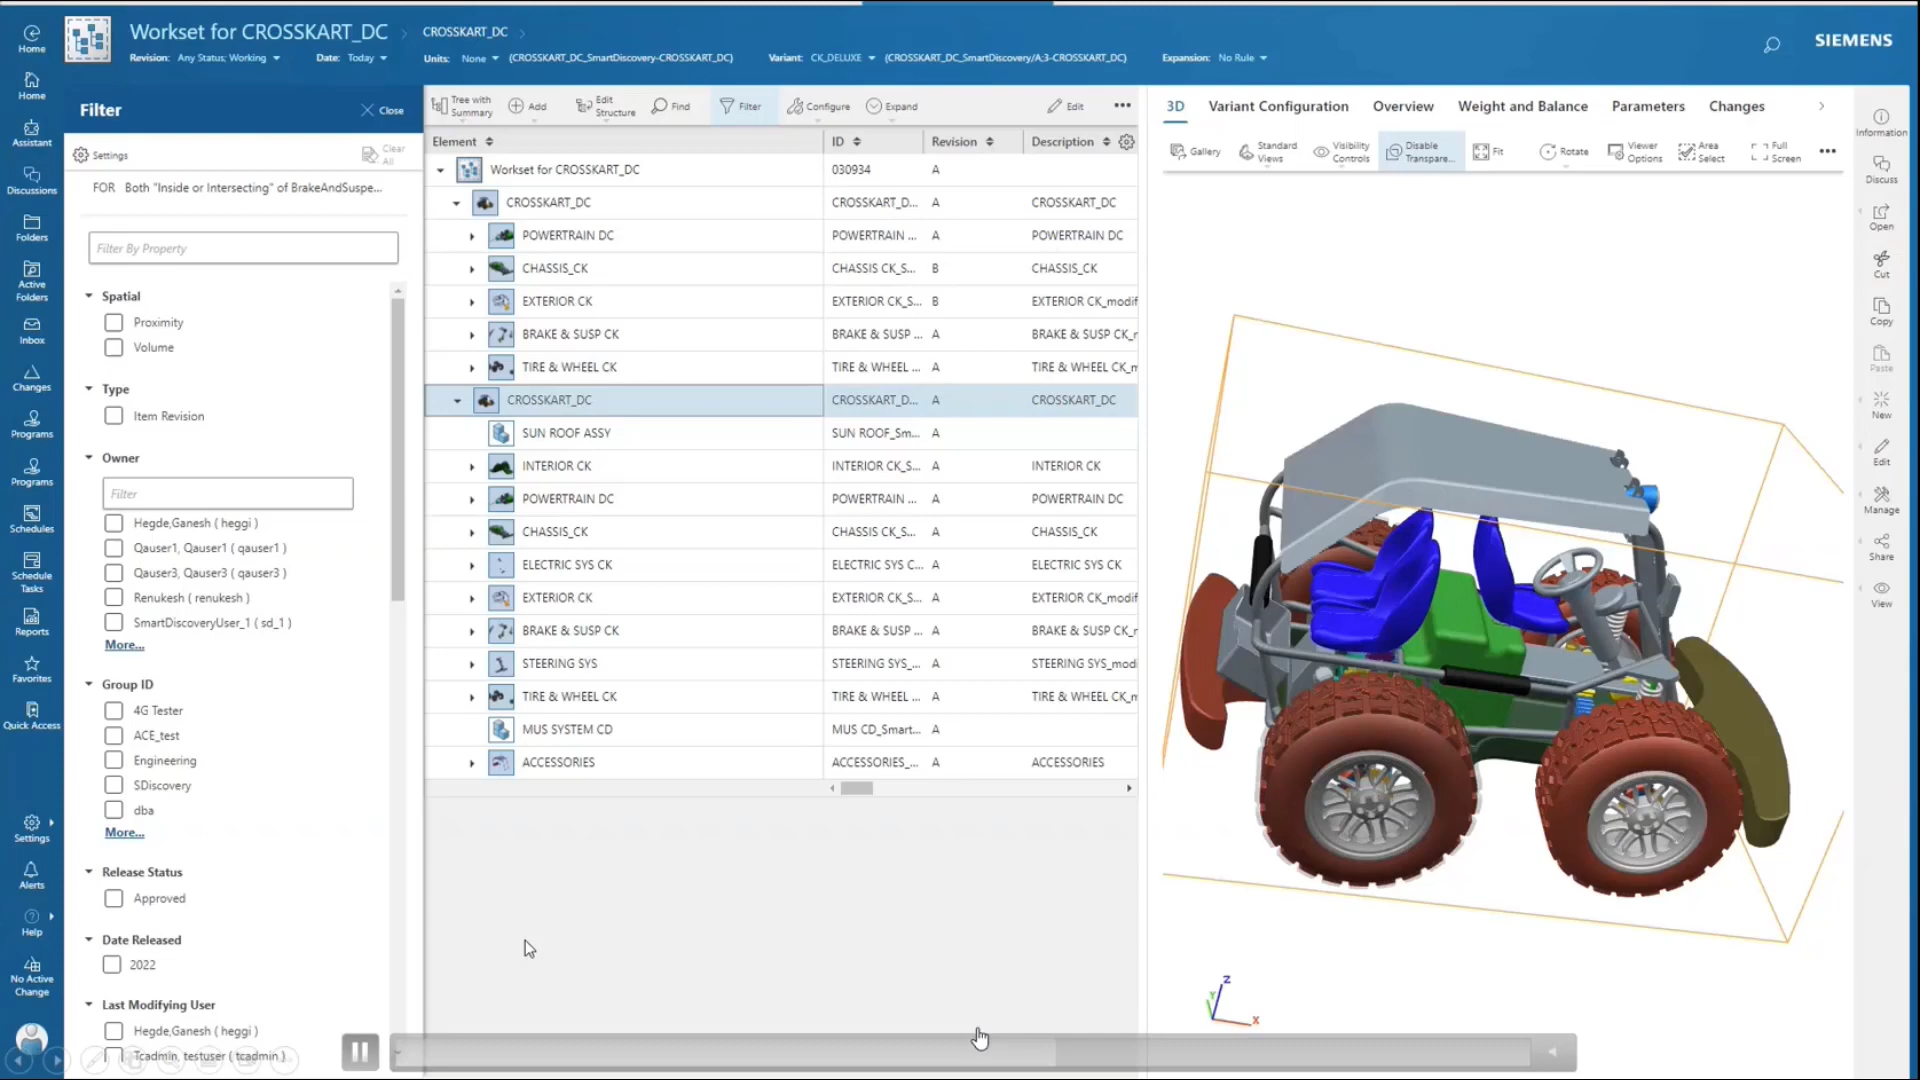 Workset for CROSSKART_DC
CROSSKART_DC
SIEMENS
Revision: Any Status; Working
Date: Today
Units: None
(CROSSKART_DC_SmartDiscovery-CROSSKART_DC)
Variant: CK_DELUXE
(CROSSKART_DC_SmartDiscovery/A;3-CROSSKART_DC)
Expansion: No Rule
Home
Home
Assistant
Discussions
Folders
Active Folders
Inbox
Changes
Programs
Programs
Schedules
Schedule Tasks
Reports
Favorites
Quick Access
Settings
Alerts
Help
No Active Change
Filter
Close
Settings
Clear All
FOR Both "Inside or Intersecting" of BrakeAndSuspe...
Filter By Property
Spatial
Proximity
Volume
Type
Item Revision
Owner
Filter
Hegde,Ganesh ( heggi )
Qauser1, Qauser1 ( qauser1 )
Qauser3, Qauser3 ( qauser3 )
Renukesh ( renukesh )
SmartDiscoveryUser_1 ( sd_1 )
More...
Group ID
4G Tester
ACE_test
Engineering
SDiscovery
dba
More...
Release Status
Approved
Date Released
2022
Last Modifying User
Hegde,Ganesh ( heggi )
Tcadmin, testuser ( tcadmin )
Tree with Summary
Add
Edit Structure
Find
Filter
Configure
Expand
Edit
Element ID Revision Description
Workset for CROSSKART_DC 030934 A
CROSSKART_DC CROSSKART_D... A CROSSKART_DC
POWERTRAIN DC POWERTRAIN ... A POWERTRAIN DC
CHASSIS_CK CHASSIS CK_S... B CHASSIS_CK
EXTERIOR CK EXTERIOR CK_S... B EXTERIOR CK_modif
BRAKE & SUSP CK BRAKE & SUSP ... A BRAKE & SUSP CK_r
TIRE & WHEEL CK TIRE & WHEEL ... A TIRE & WHEEL CK_m
CROSSKART_DC CROSSKART_D... A CROSSKART_DC
SUN ROOF ASSY SUN ROOF_Sm... A
INTERIOR CK INTERIOR CK_S... A INTERIOR CK
POWERTRAIN DC POWERTRAIN ... A POWERTRAIN DC
CHASSIS_CK CHASSIS CK_S... A CHASSIS_CK
ELECTRIC SYS CK ELECTRIC SYS C... A ELECTRIC SYS CK
EXTERIOR CK EXTERIOR CK_S... A EXTERIOR CK_modif
BRAKE & SUSP CK BRAKE & SUSP ... A BRAKE & SUSP CK_r
STEERING SYS STEERING SYS_... A STEERING SYS_modi
TIRE & WHEEL CK TIRE & WHEEL ... A TIRE & WHEEL CK_m
MUS SYSTEM CD MUS CD_Smart... A
ACCESSORIES ACCESSORIES_... A ACCESSORIES
3D Variant Configuration Overview Weight and Balance Parameters Changes
Gallery
Standard Views
Visibility Controls
Disable Transpare...
Fit
Rotate
Viewer Options
Area Select
Full Screen
Z
Y
X
Information
Discuss
Open
Cut
Copy
Paste
New
Edit
Manage
Share
View